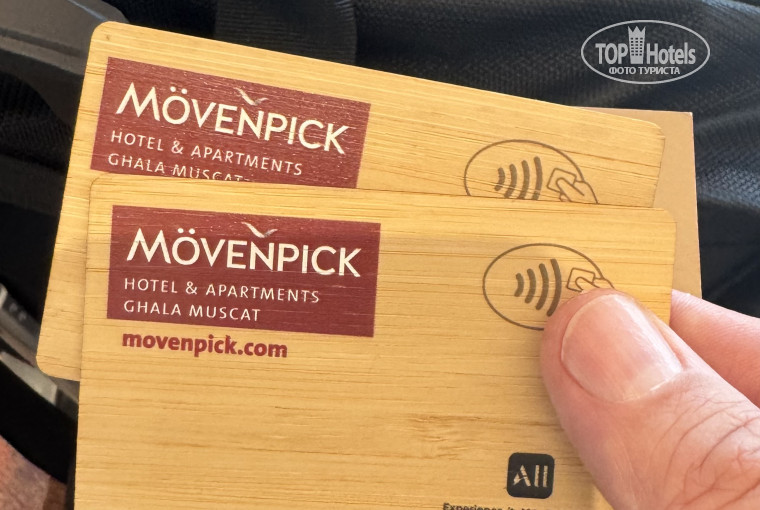 TOP Hotels
ФОТО ТУРИСТА
MÖVENPICK
HOTEL & APARTMENTS
GHALA MUSCAT
MÖVENPICK
HOTEL & APARTMENTS
GHALA MUSCAT
movenpick.com
All